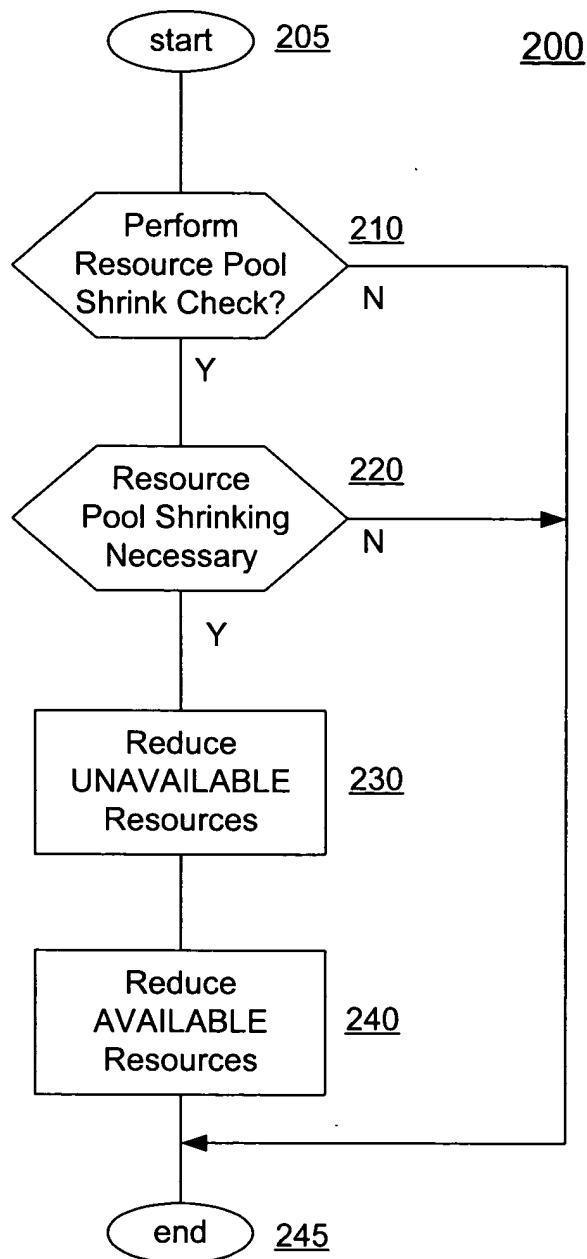 start
205
200
Perform
Resource Pool
Shrink Check?
210
N
Y
Resource
Pool Shrinking
Necessary
220
N
Y
Reduce
UNAVAILABLE
Resources
230
Reduce
AVAILABLE
Resources
240
end
245